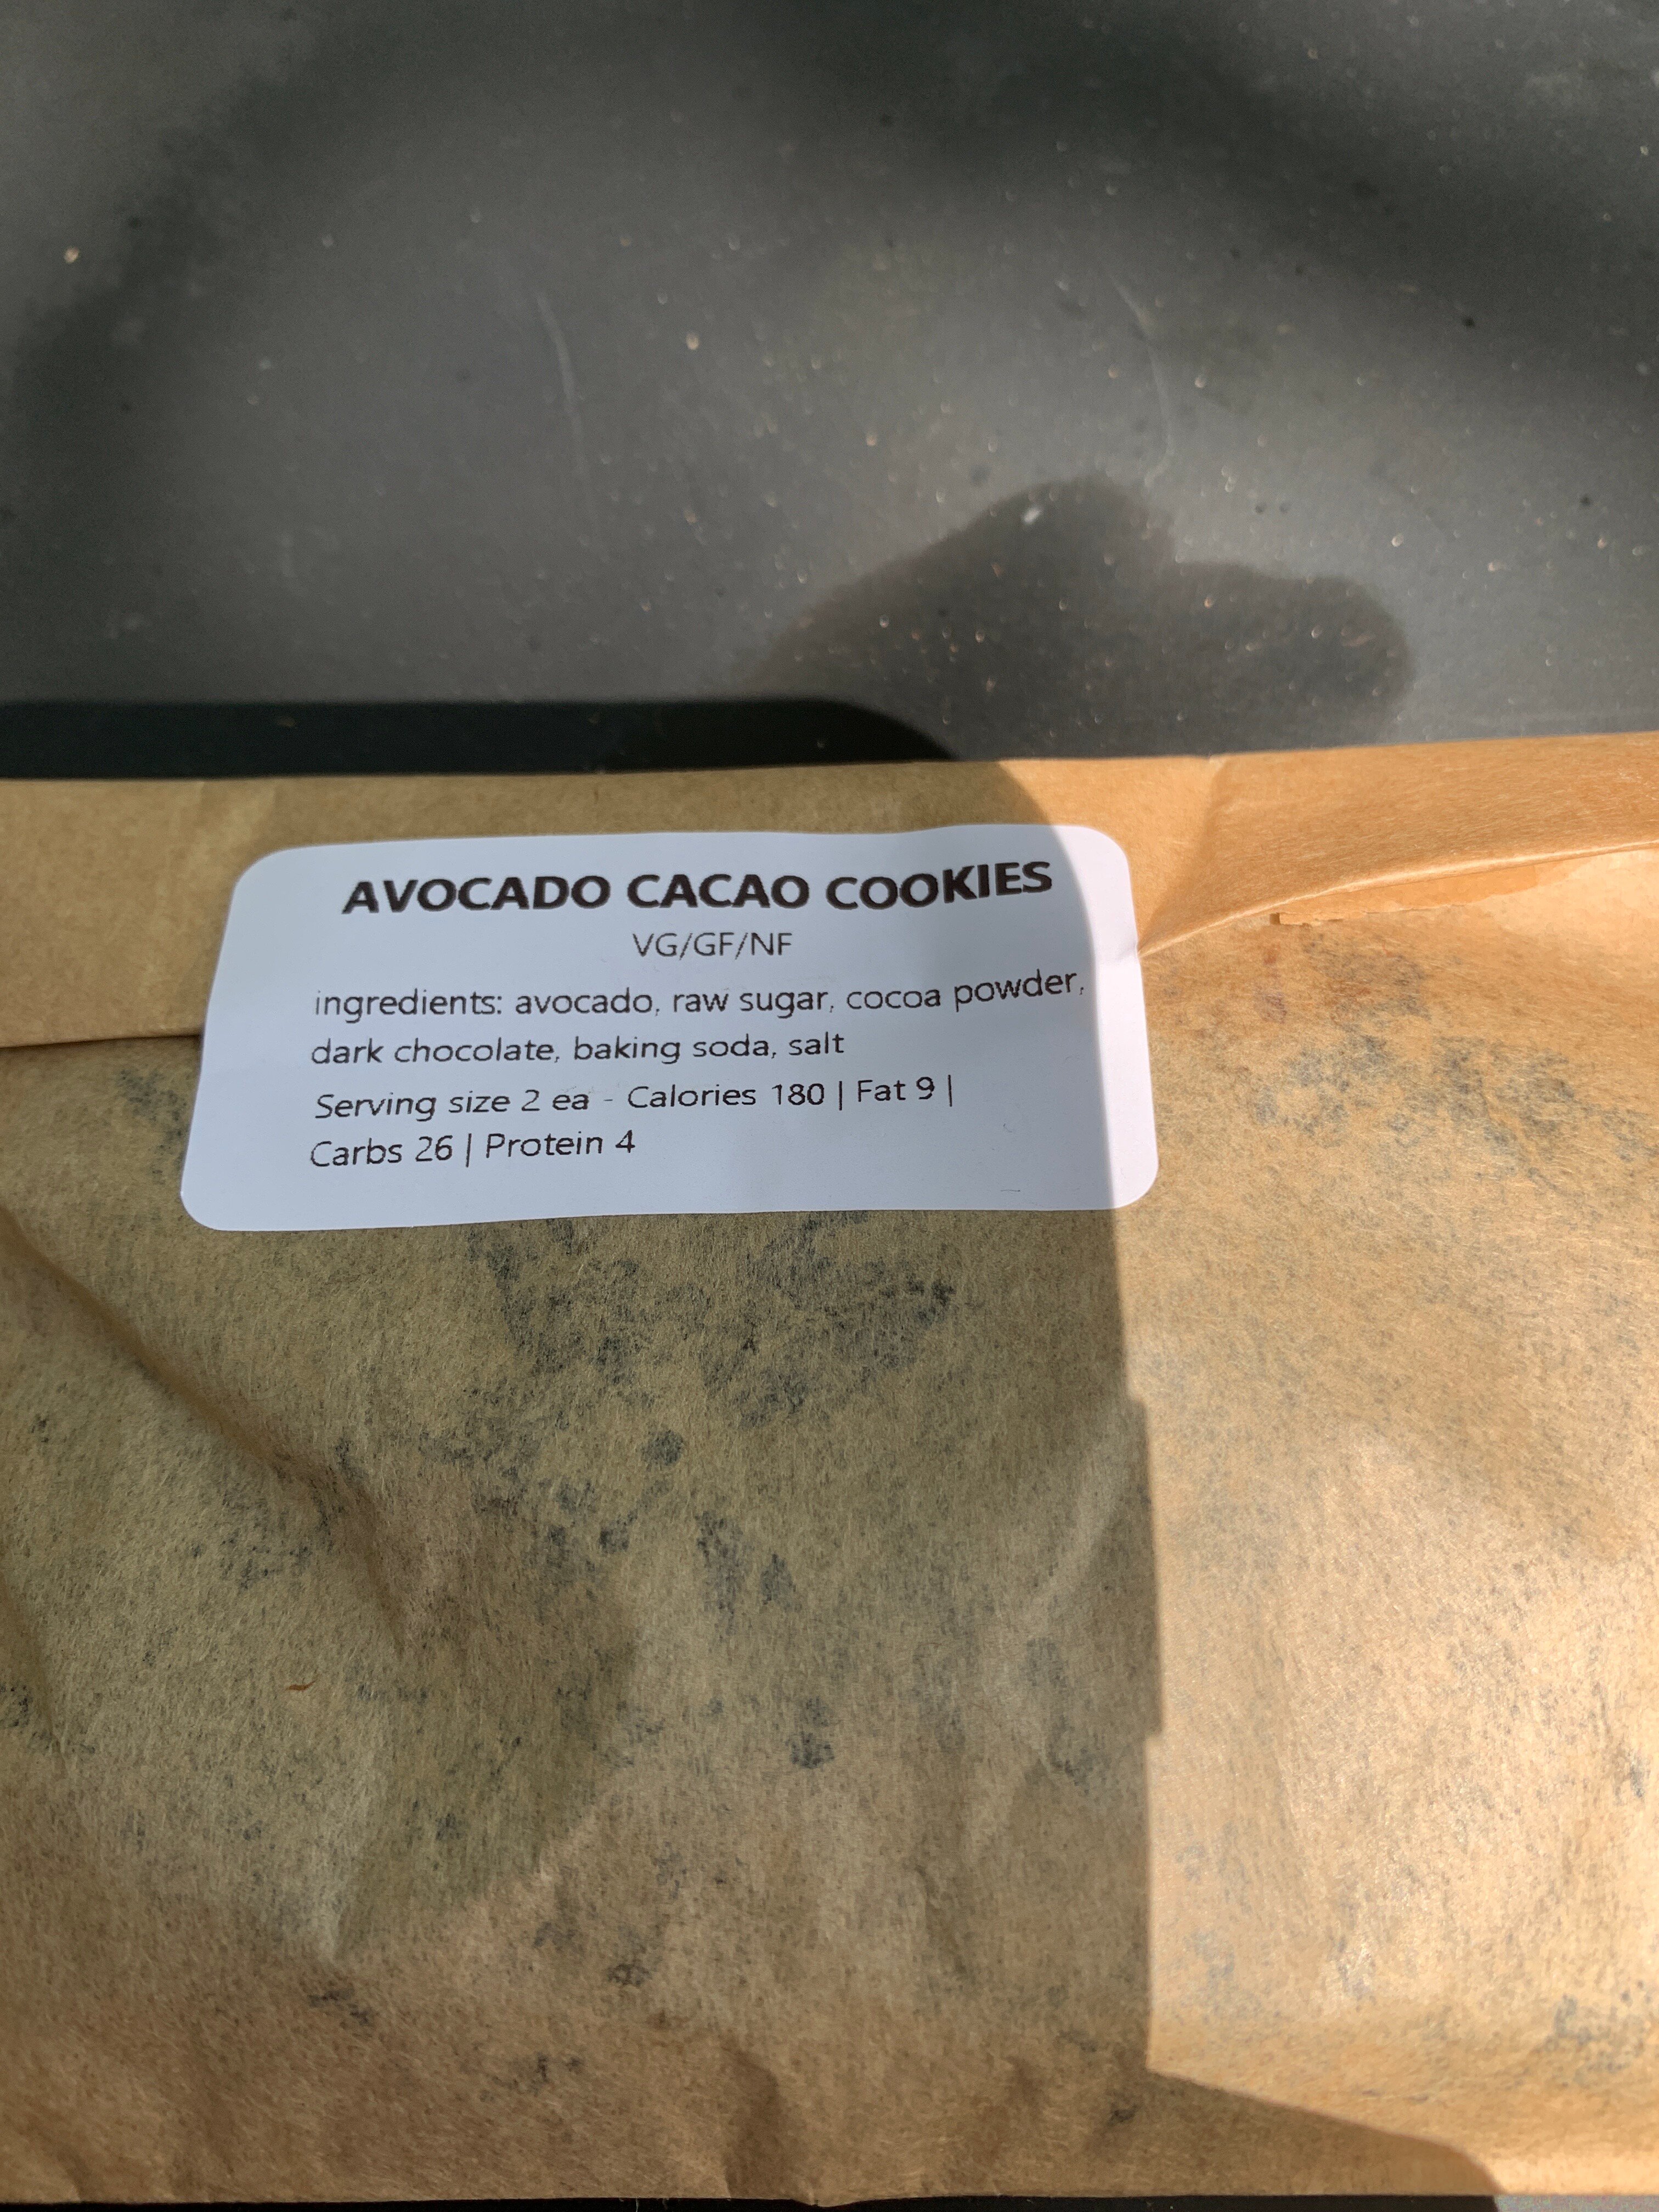 AVOCADO CACAO COOKIES
VG/GF/NF
ingredients: avocado, raw sugar, cocoa powder,
dark chocolate, baking soda, salt
Serving size 2 ea - Calories 180 | Fat 9 |
Carbs 26 | Protein 4